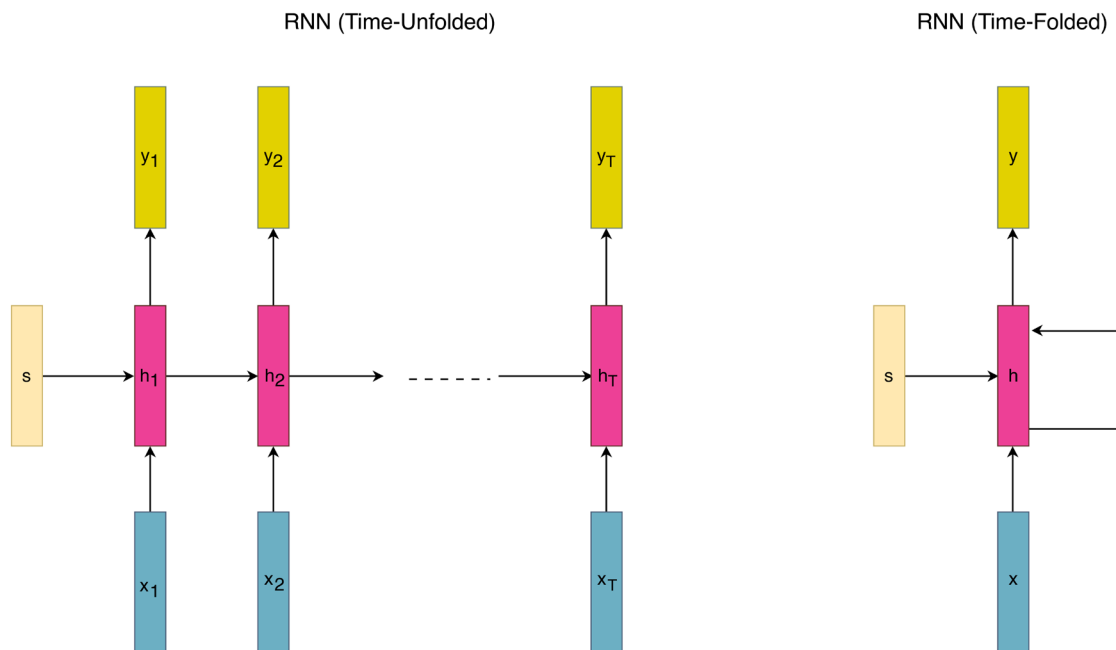 RNN (Time-Unfolded) RNN (Time-Folded)
y1 y2 yT y
s h1 h2 hT s h
x1 x2 xT x